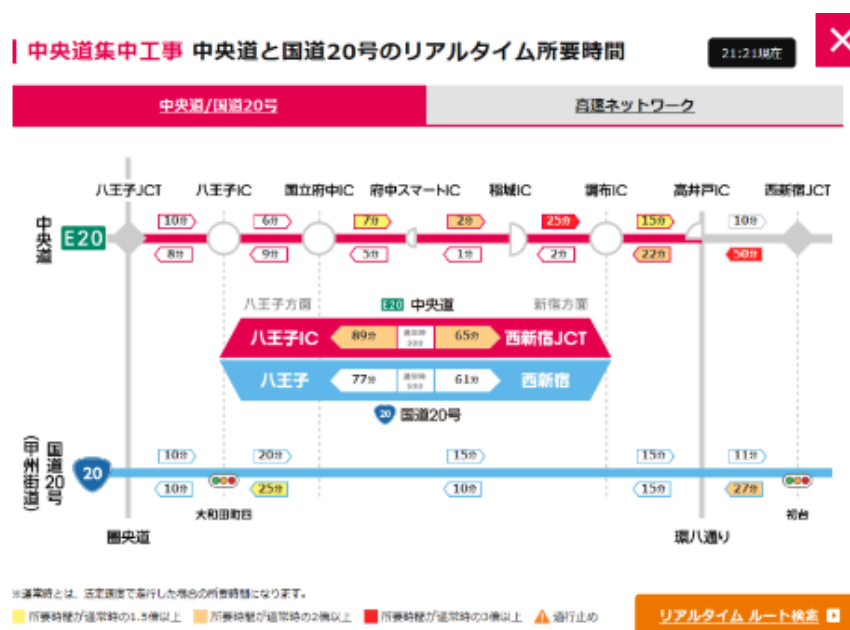 中央道集中工事 中央道と国道20号のリアルタイム所要時間
21:21現在
中央道/国道20号
高速ネットワーク
八王子JCT 八王子IC 国立府中IC 府中スマートIC 稲城IC 調布IC 高井戸IC 西新宿JCT
中央道
E20
10分 6分 7分 2分 25分 15分 10分
8分 9分 5分 1分 2分 22分 50分
八王子方面 E20 中央道 新宿方面
八王子IC 89分 通常時 65分 西新宿JCT
八王子 77分 通常時 61分 西新宿
20 国道20号
国道20号
(甲州街道)
20
10分 20分 15分 15分 11分
10分 25分 10分 15分 27分
大和田町四
初台
圏央道
環八通り
※通常時とは、法定速度で走行した場合の所要時間になります。
所要時間が通常時の1.5倍以上 所要時間が通常時の2倍以上 所要時間が通常時の3倍以上 通行止め
リアルタイム ルート検索